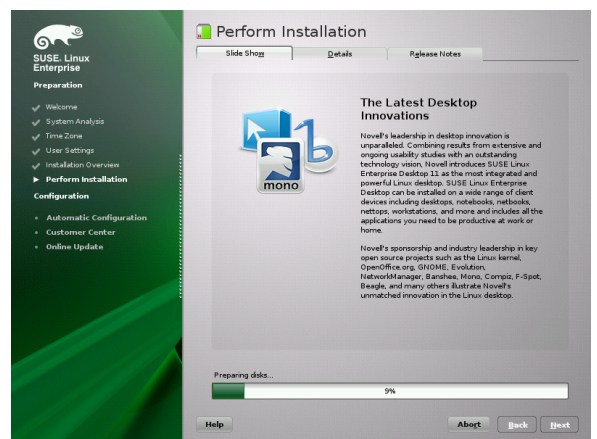 SUSE. Linux
Enterprise
Preparation
Welcome
System Analysis
Time Zone
User Settings
Installation Overview
Perform Installation
Configuration
Automatic Configuration
Customer Center
Online Update
Perform Installation
Slide Show
Details
Release Notes
mono
The Latest Desktop
Innovations
Novell's leadership in desktop innovation is
unparalleled. Combining results from extensive and
ongoing usability studies with an outstanding
technology vision, Novell introduces SUSE Linux
Enterprise Desktop 11 as the most integrated and
powerful Linux desktop. SUSE Linux Enterprise
Desktop can be installed on a wide range of client
devices including desktops, notebooks, netbooks,
nettops, workstations, and more and includes all the
applications you need to be productive at work or
home.
Novell's sponsorship and industry leadership in key
open source projects such as the Linux kernel,
OpenOffice.org, GNOME, Evolution,
NetworkManager, Banshee, Mono, Compiz, F-Spot,
Beagle, and many others illustrate Novell's
unmatched innovation in the Linux desktop.
Preparing disks...
9%
Help
Abort
Back
Next